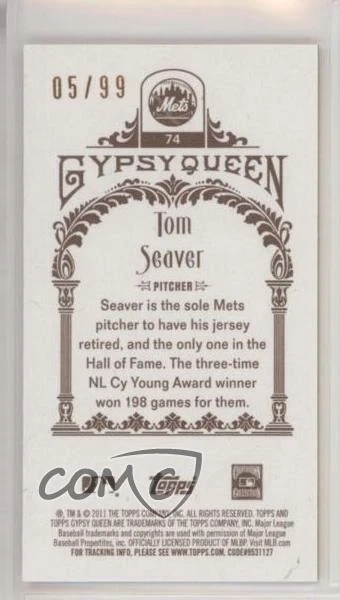 05/99
Mets
74
GYPSY QUEEN
Tom
Seaver
PITCHER
Seaver is the sole Mets
pitcher to have his jersey
retired, and the only one in the
Hall of Fame. The three-time
NL Cy Young Award winner
won 198 games for them.
COMC
TOPPS
®, TM & © 2011 THE TOPPS COMPANY, INC. ALL RIGHTS RESERVED. TOPPS AND
TOPPS GYPSY QUEEN ARE TRADEMARKS OF THE TOPPS COMPANY, INC. Major League
Baseball trademarks and copyrights are used with permission of Major League
Baseball Properties, Inc. OFFICIALLY LICENSED PRODUCT OF MLBP. Visit MLB.com
FOR TRACKING INFO, PLEASE SEE WWW.TOPPS.COM. CODE#9531127